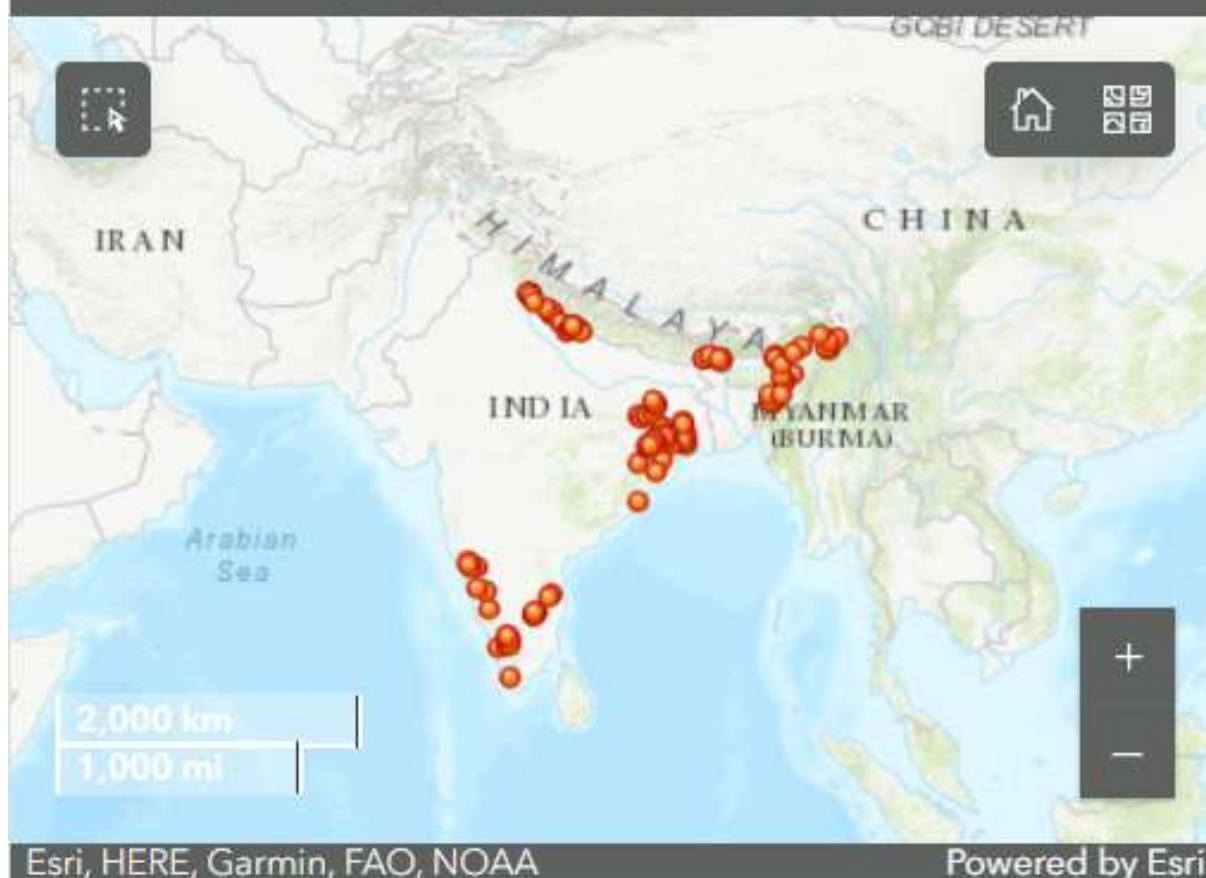 GOBI DESERT
CHINA
IRAN
HIMALAYA
INDIA
MYANMAR
(BURMA)
Arabian
Sea
+
2,000 km
1,000 mi
−
Esri, HERE, Garmin, FAO, NOAA
Powered by Esri